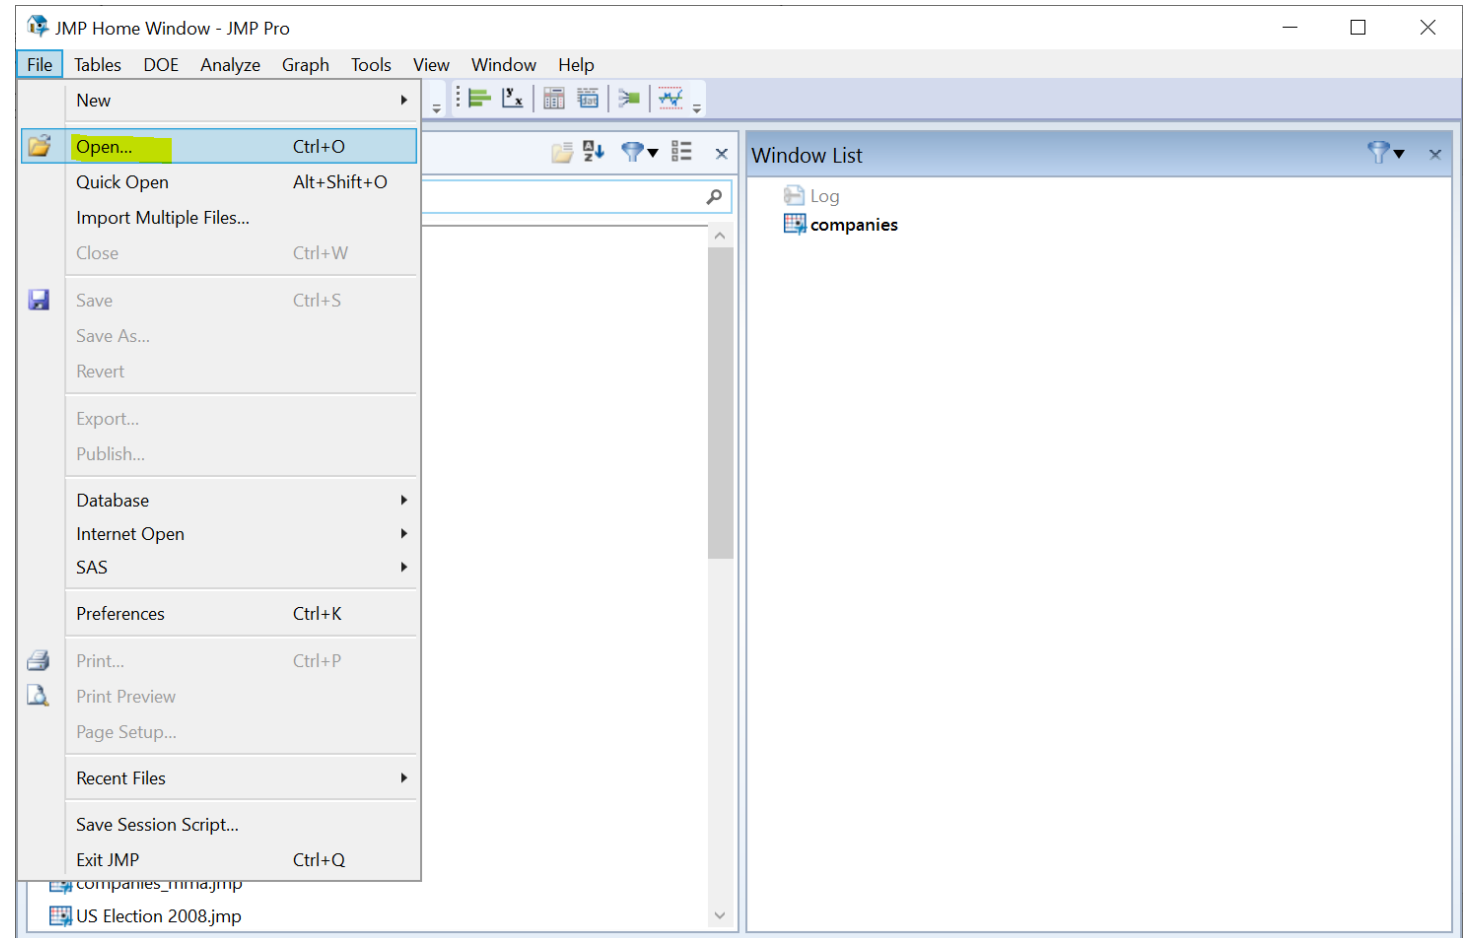 JMP Home Window - JMP Pro
File Tables DOE Analyze Graph Tools View Window Help
New
Open... Ctrl+O
Quick Open Alt+Shift+O
Import Multiple Files...
Close Ctrl+W
Save Ctrl+S
Save As...
Revert
Export...
Publish...
Database
Internet Open
SAS
Preferences Ctrl+K
Print... Ctrl+P
Print Preview
Page Setup...
Recent Files
Save Session Script...
Exit JMP Ctrl+Q
companies_mma.jmp
US Election 2008.jmp
Window List
Log
companies